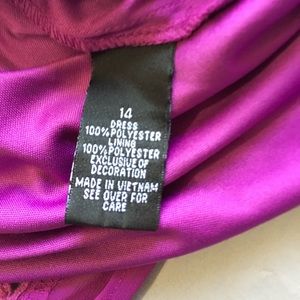 14
DRESS
100%POLYESTER
LINING
100%POLYESTER
EXCLUSIVE OF
DECORATION
MADE IN VIETNAM
SEE OVER FOR
CARE